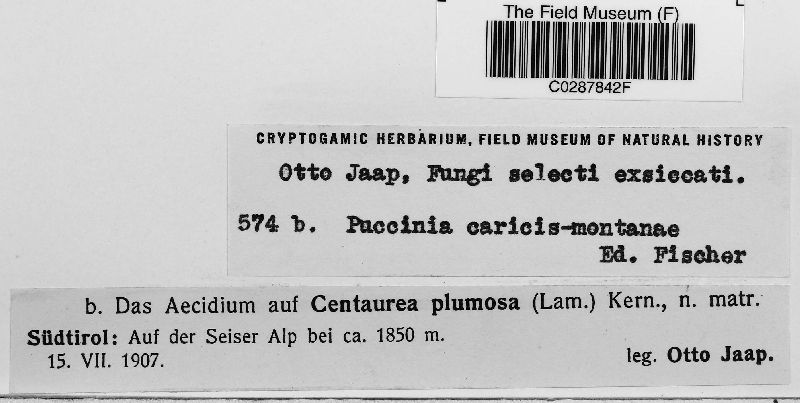 The Field Museum (F)
C0287842F
CRYPTOGAMIC HERBARIUM, FIELD MUSEUM OF NATURAL HISTORY
Otto Jaap, Fungi selecti exsiccati.
574 b. Puccinia caricis-montanae
Ed. Fischer
b. Das Aecidium auf Centaurea plumosa (Lam.) Kern., n. matr.
Südtirol: Auf der Seiser Alp bei ca. 1850 m.
15. VII. 1907.
leg. Otto Jaap.